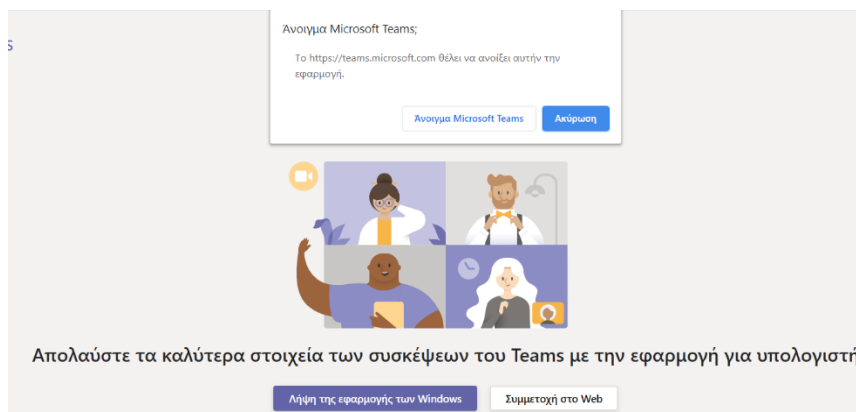 Άνοιγμα Microsoft Teams;
Το https://teams.microsoft.com θέλει να ανοίξει αυτήν την
εφαρμογή.
Άνοιγμα Microsoft Teams Ακύρωση
Απολαύστε τα καλύτερα στοιχεία των συσκέψεων του Teams με την εφαρμογή για υπολογιστή
Λήψη της εφαρμογής των Windows Συμμετοχή στο Web